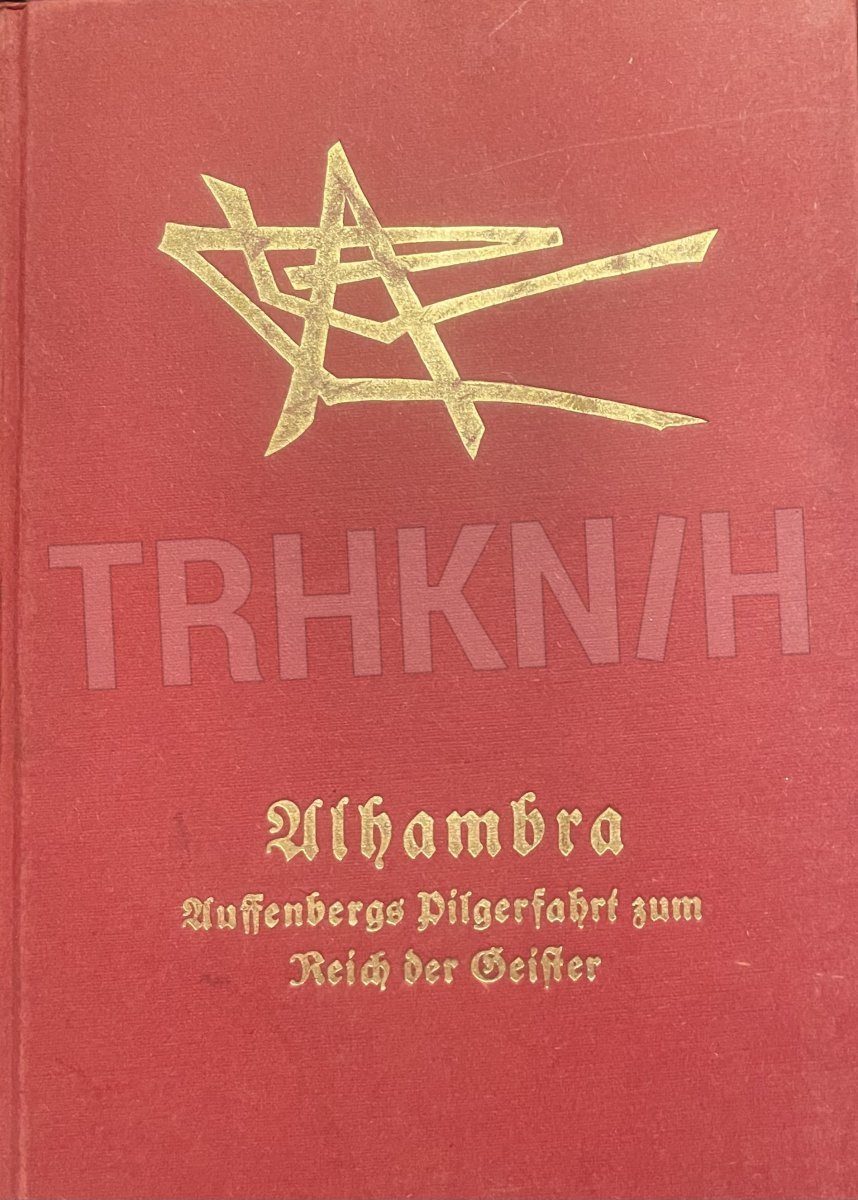 TRHKN/H
Alhambra
Auffenbergs Pilgerfahrt zum
Reich der Geister